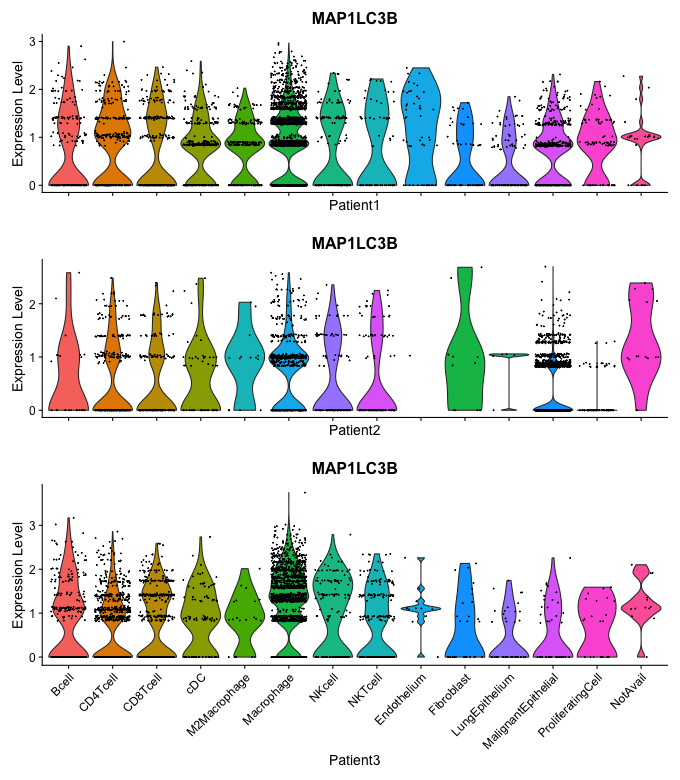 MAP1LC3B
Expression Level
3
2
1
0
Patient1
MAP1LC3B
Expression Level
2
1
0
Patient2
MAP1LC3B
Expression Level
3
2
1
0
Bcell
CD4Tcell
CD8Tcell
cDC
M2Macrophage
Macrophage
NKcell
NKTcell
Endothelium
Fibroblast
LungEpithelium
MalignantEpithelial
ProliferatingCell
NotAvail
Patient3